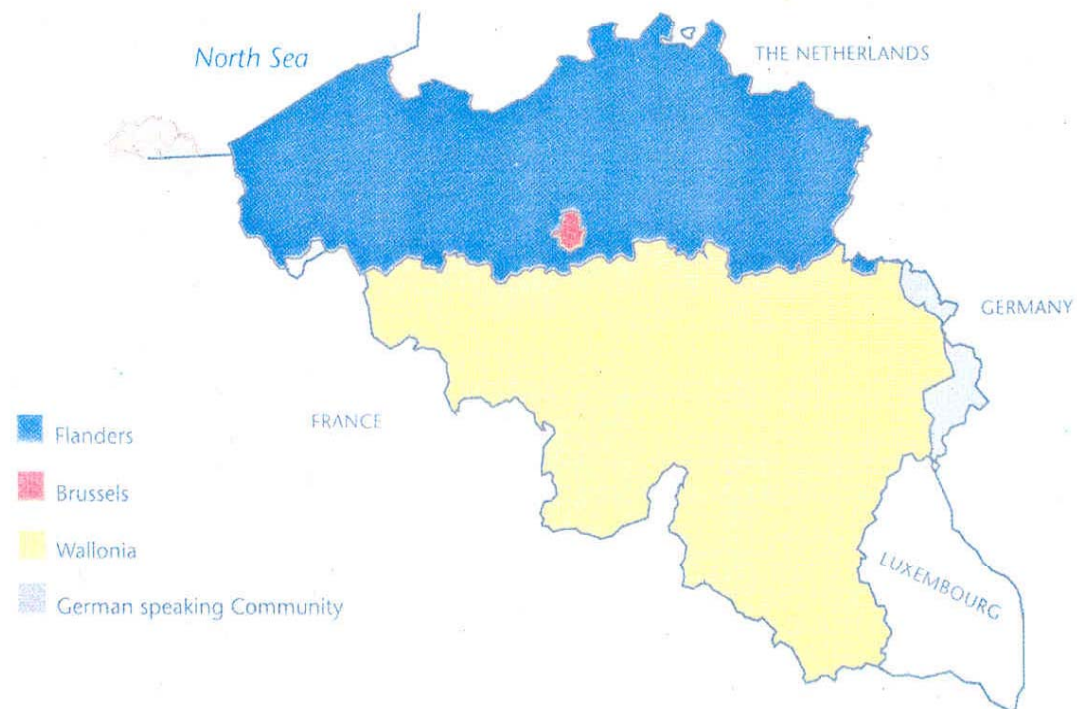 North Sea
THE NETHERLANDS
GERMANY
FRANCE
LUXEMBOURG
Flanders
Brussels
Wallonia
German speaking Community